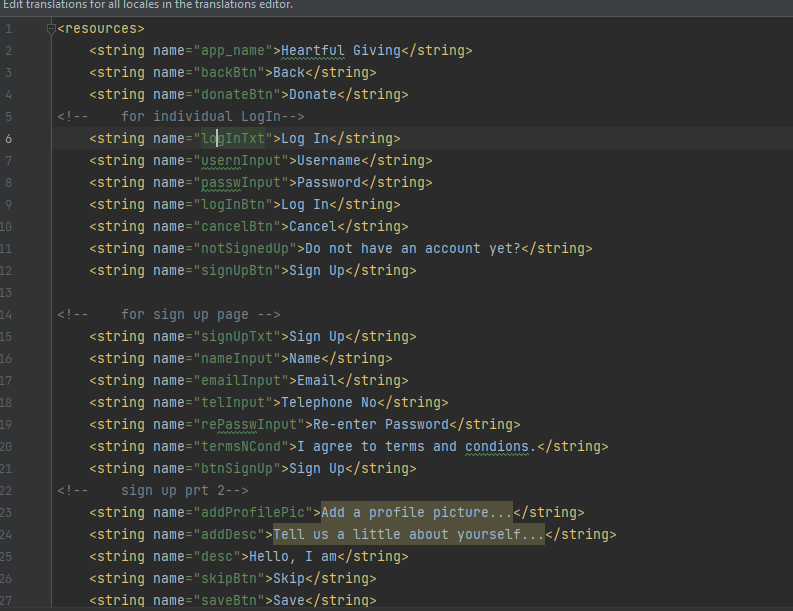 Edit translations for all locales in the translations editor.
1 <resources>
2 <string name="app_name">Heartful Giving</string>
3 <string name="backBtn">Back</string>
4 <string name="donateBtn">Donate</string>
5 <!-- for individual LogIn-->
6 <string name="logInTxt">Log In</string>
7 <string name="usernInput">Username</string>
8 <string name="passwInput">Password</string>
9 <string name="logInBtn">Log In</string>
10 <string name="cancelBtn">Cancel</string>
11 <string name="notSignedUp">Do not have an account yet?</string>
12 <string name="signUpBtn">Sign Up</string>
13
14 <!-- for sign up page -->
15 <string name="signUpTxt">Sign Up</string>
16 <string name="nameInput">Name</string>
17 <string name="emailInput">Email</string>
18 <string name="telInput">Telephone No</string>
19 <string name="rePasswInput">Re-enter Password</string>
20 <string name="termsNCond">I agree to terms and condions.</string>
21 <string name="btnSignUp">Sign Up</string>
22 <!-- sign up prt 2-->
23 <string name="addProfilePic">Add a profile picture...</string>
24 <string name="addDesc">Tell us a little about yourself...</string>
25 <string name="desc">Hello, I am</string>
26 <string name="skipBtn">Skip</string>
27 <string name="saveBtn">Save</string>